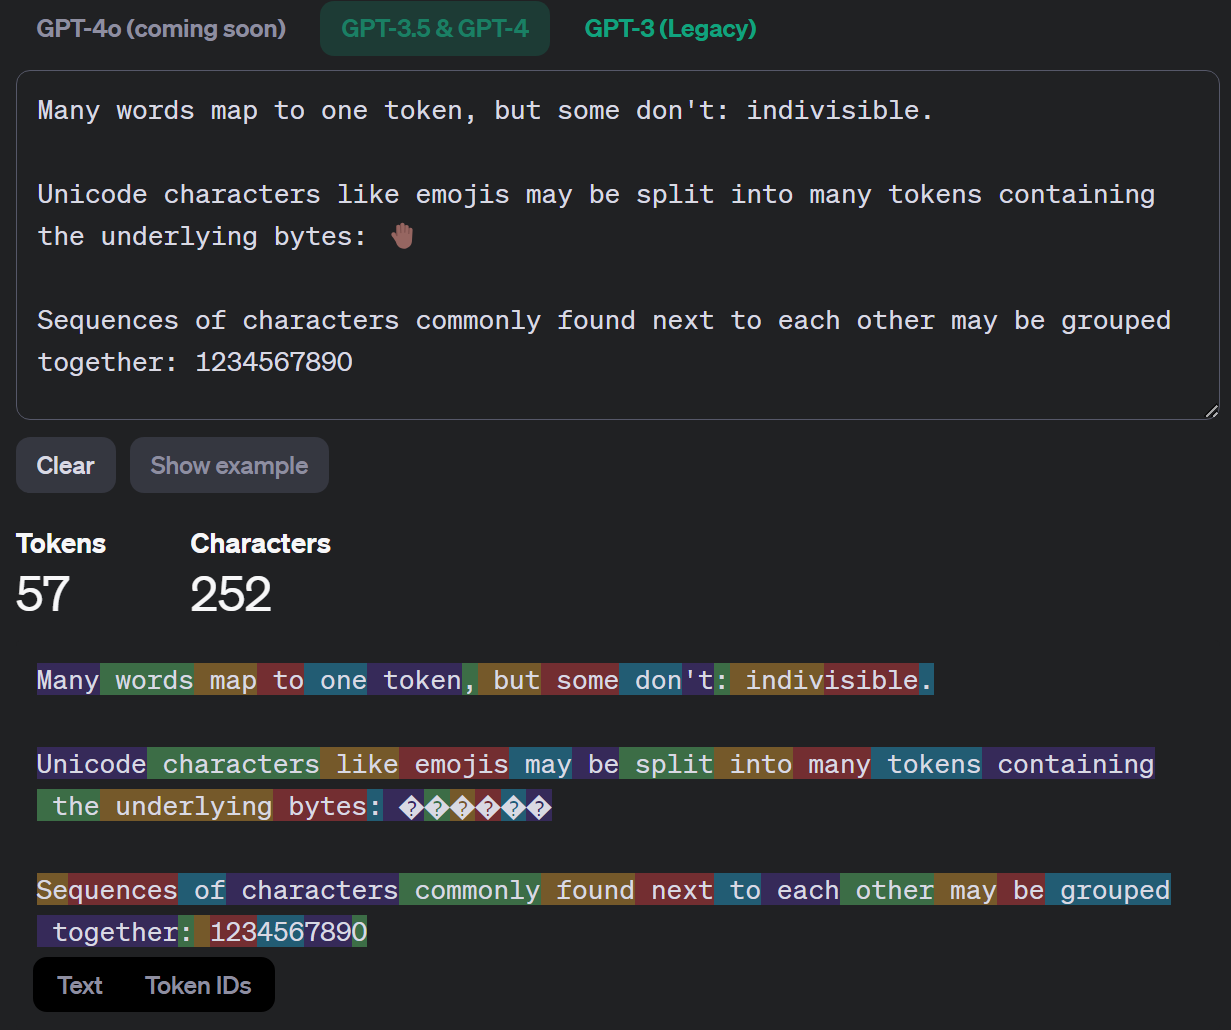 GPT-4o (coming soon) GPT-3.5 & GPT-4 GPT-3 (Legacy)
Many words map to one token, but some don't: indivisible.
Unicode characters like emojis may be split into many tokens containing
the underlying bytes: 🤚🏾
Sequences of characters commonly found next to each other may be grouped
together: 1234567890
Clear Show example
Tokens Characters
57 252
Many words map to one token, but some don't: indivisible.
Unicode characters like emojis may be split into many tokens containing
the underlying bytes: ������
Sequences of characters commonly found next to each other may be grouped
together: 1234567890
Text Token IDs